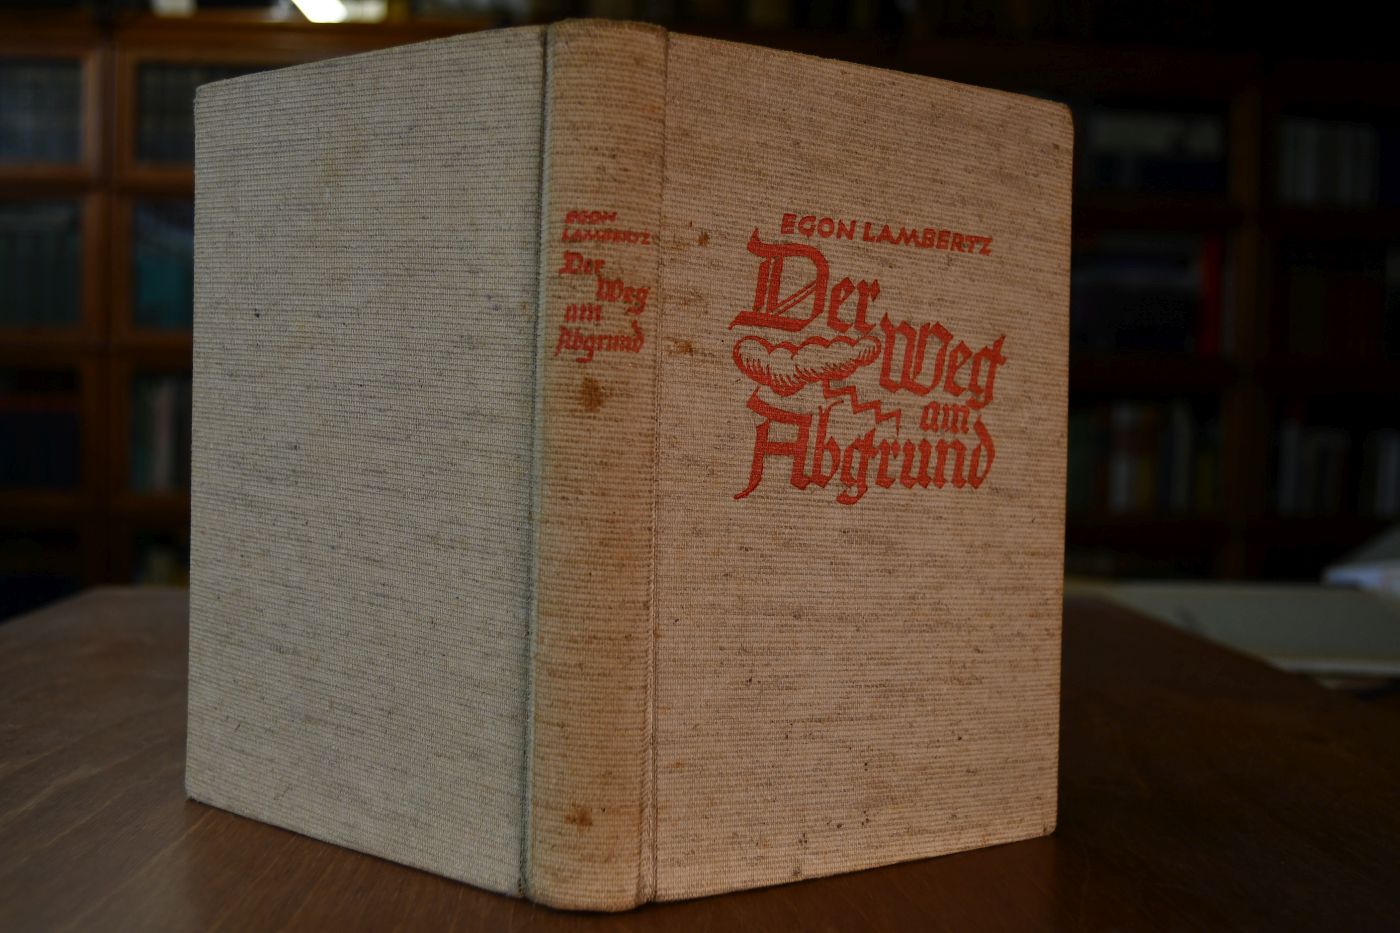 EGON
LAMBERTZ
Der
Weg
am
Abgrund
EGON LAMBERTZ
Der
Weg
am
Abgrund